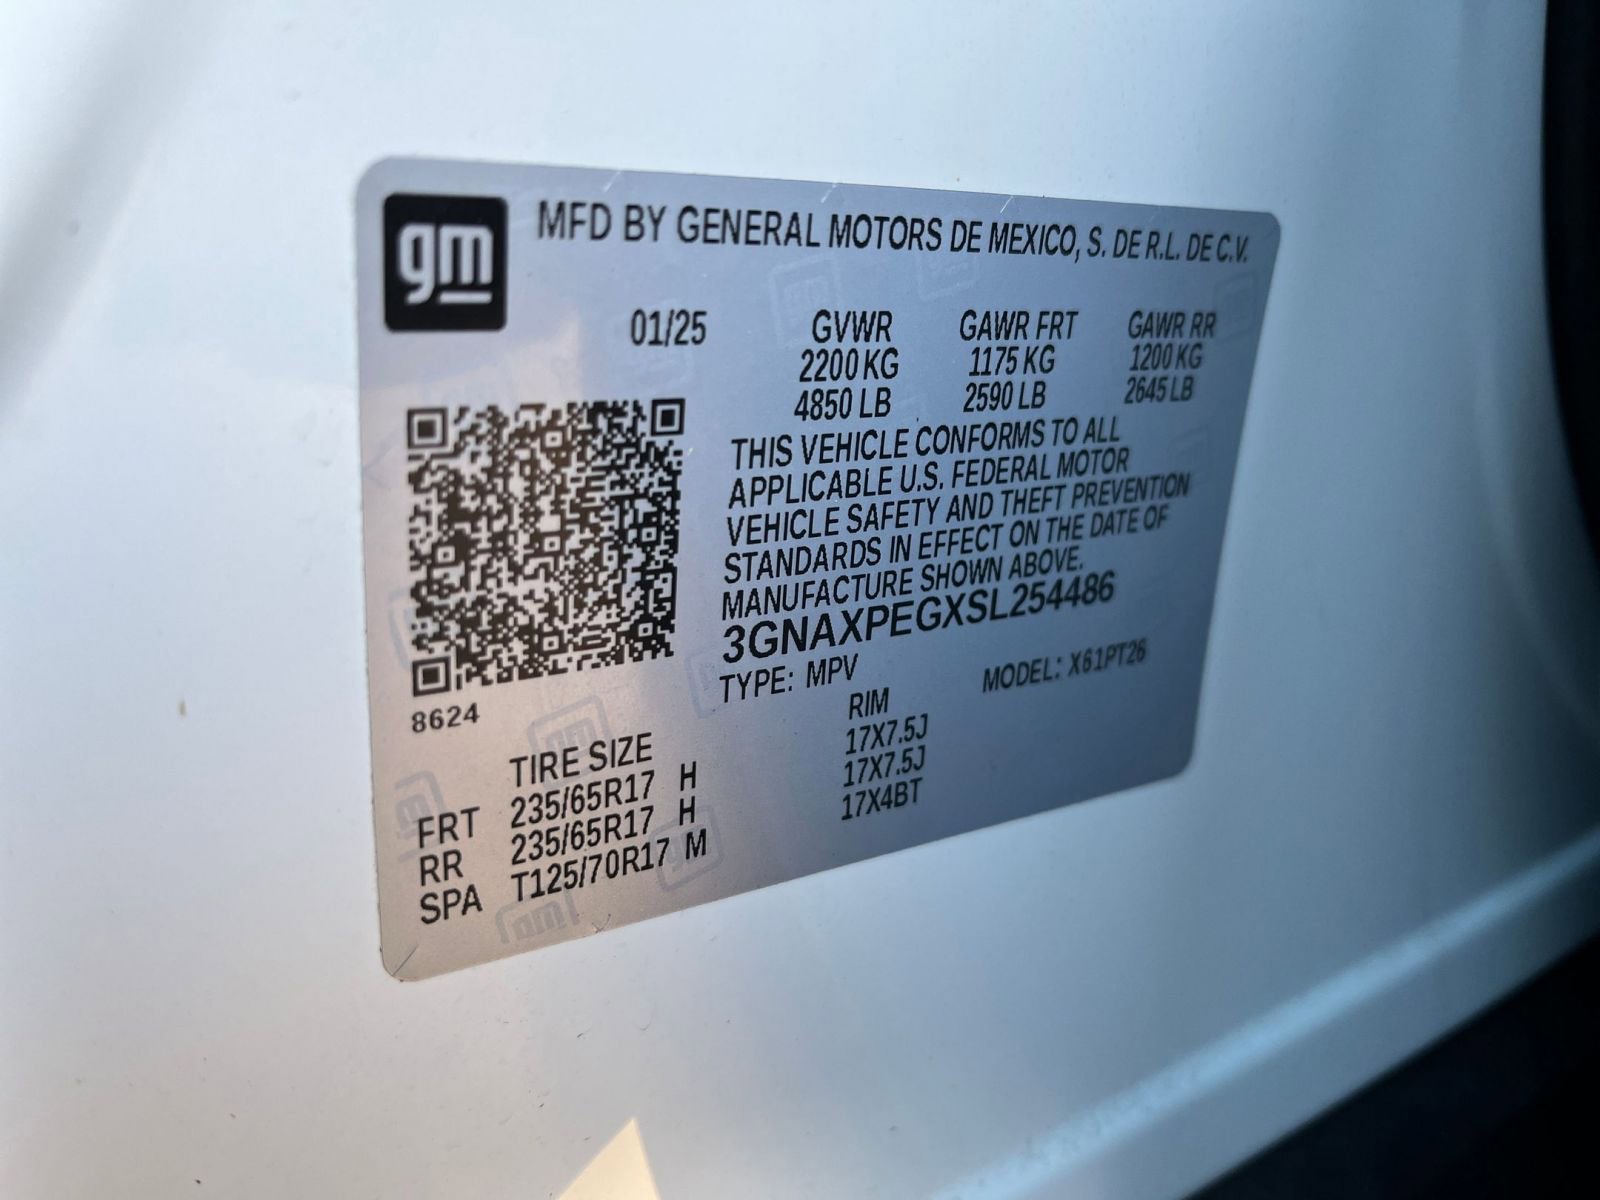 gm
MFD BY GENERAL MOTORS DE MEXICO, S. DE R.L. DE C.V.
01/25 GVWR GAWR FRT GAWR RR
2200 KG 1175 KG 1200 KG
4850 LB 2590 LB 2645 LB
THIS VEHICLE CONFORMS TO ALL
APPLICABLE U.S. FEDERAL MOTOR
VEHICLE SAFETY AND THEFT PREVENTION
STANDARDS IN EFFECT ON THE DATE OF
MANUFACTURE SHOWN ABOVE.
3GNAXPEGXSL254486
TYPE: MPV MODEL: X61PT26
8624
TIRE SIZE RIM
FRT 235/65R17 H 17X7.5J
RR 235/65R17 H 17X7.5J
SPA T125/70R17 M 17X4BT